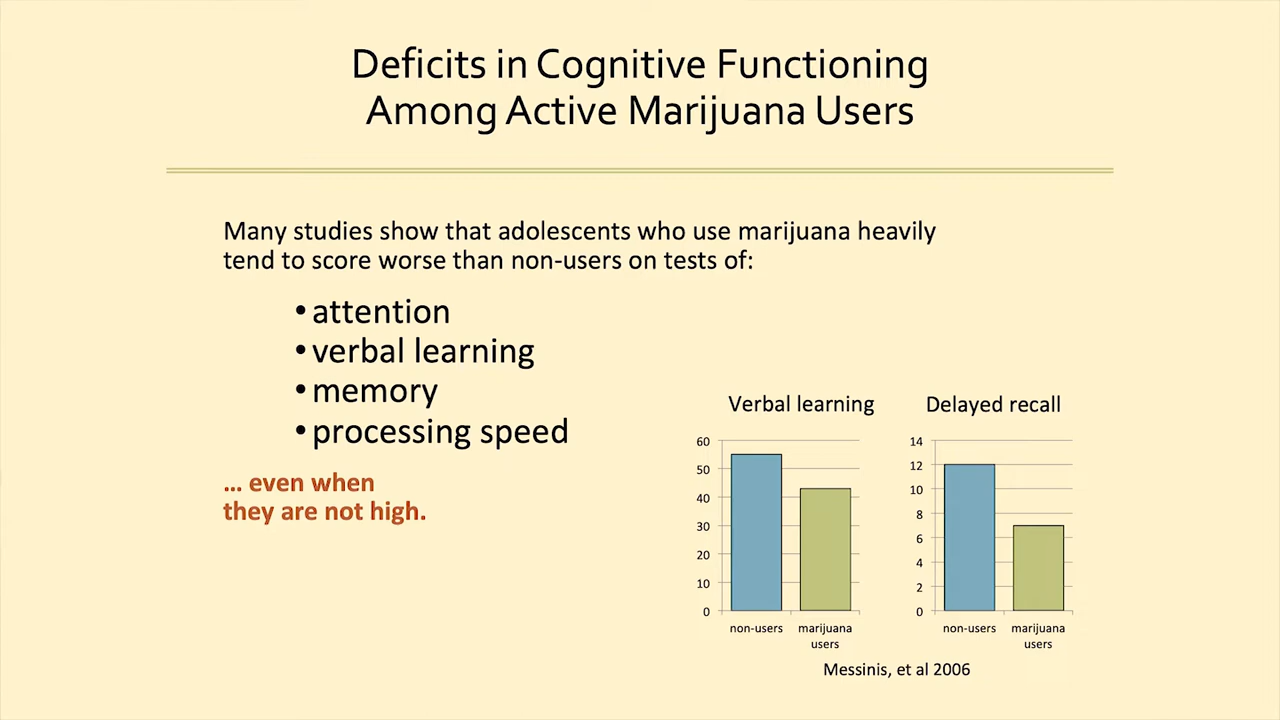 Deficits in Cognitive Functioning
Among Active Marijuana Users
Many studies show that adolescents who use marijuana heavily
tend to score worse than non-users on tests of:
• attention
• verbal learning
• memory
• processing speed
... even when
they are not high.
Verbal learning
60
50
40
30
20
10
0
non-users
marijuana
users
Delayed recall
14
12
10
8
6
4
2
0
non-users
marijuana
users
Messinis, et al 2006